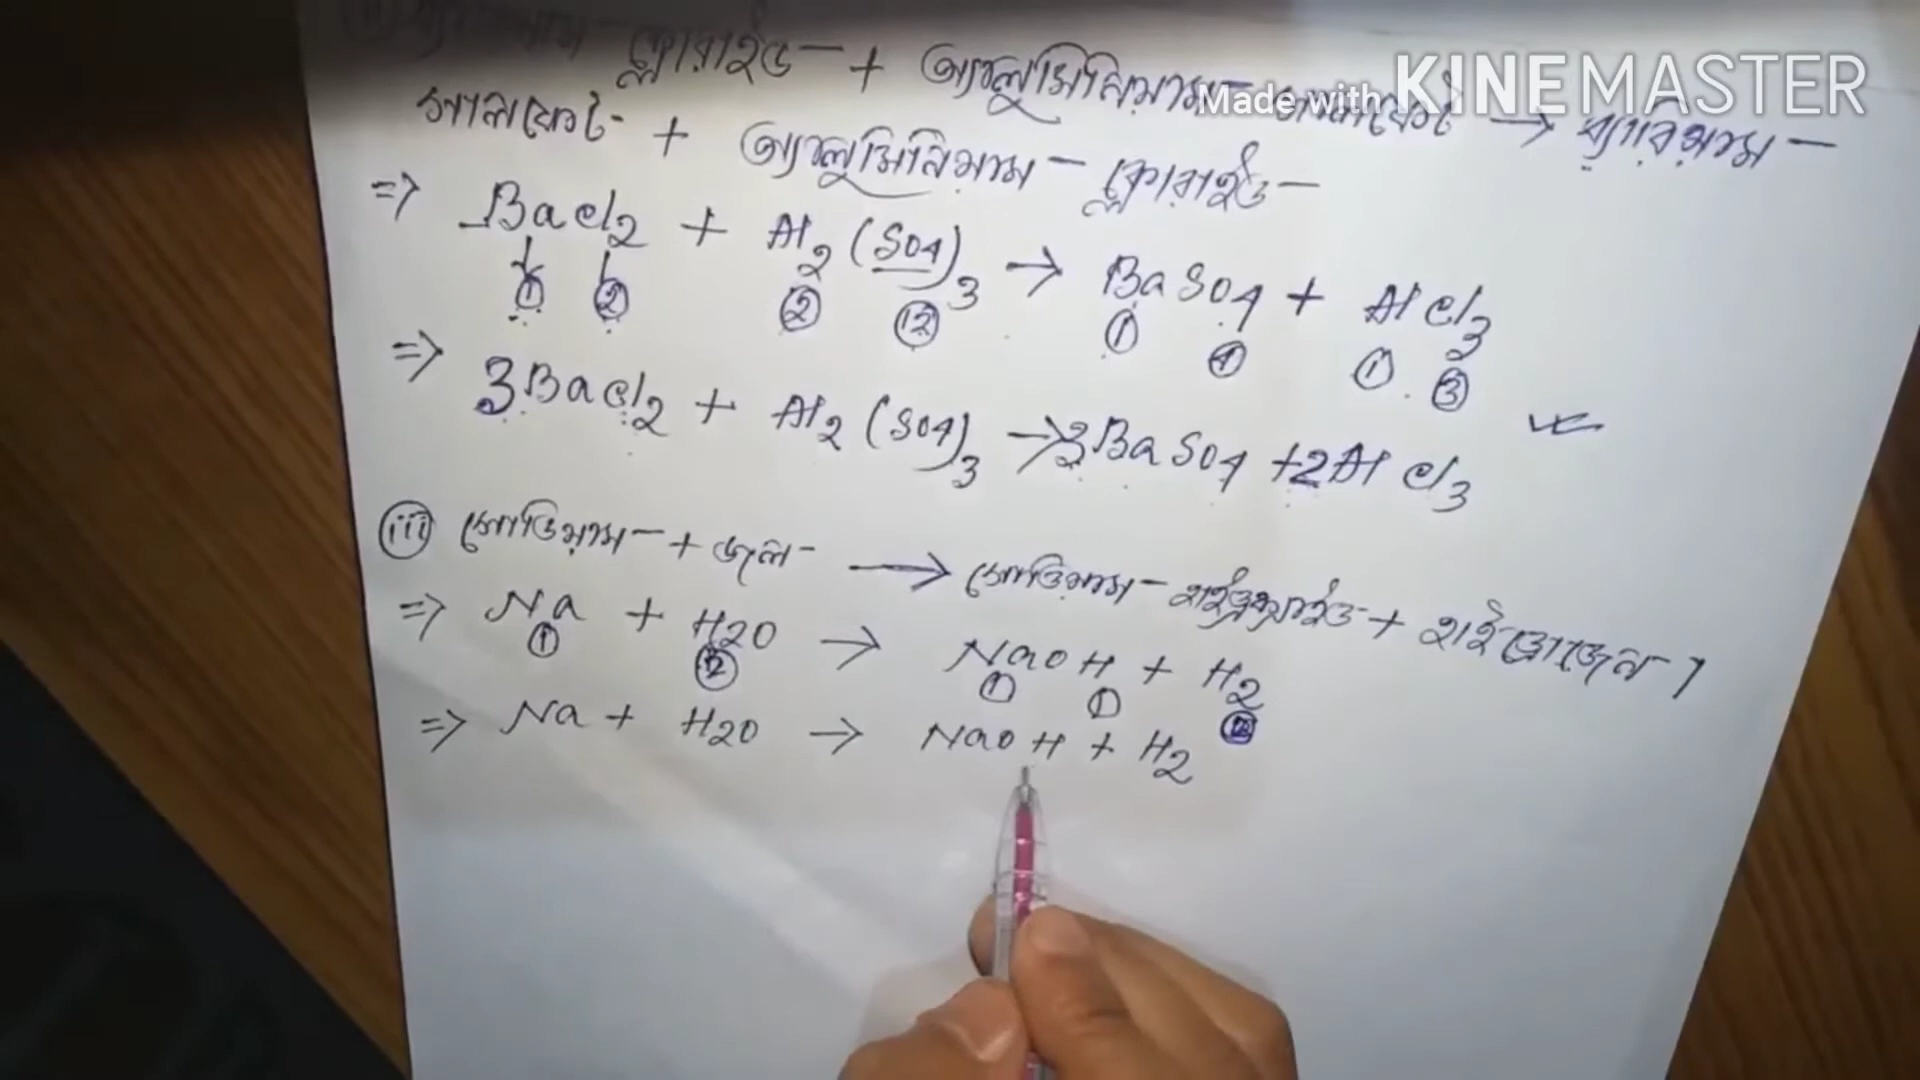 ক্লোরাইড + অ্যালুমিনিয়াম সালফেট → ব্যারিয়াম
Made with KINEMASTER
সালফেট + অ্যালুমিনিয়াম ক্লোরাইড
⇒ BaCl2 + Al2 (SO4)3 → BaSO4 + AlCl3
1 2 2 12 1 4 1 3
⇒ 3BaCl2 + Al2 (SO4)3 → 3BaSO4 + 2AlCl3
iii সোডিয়াম + জল → সোডিয়াম হাইড্রক্সাইড + হাইড্রোজেন।
⇒ Na + H2O → NaOH + H2
1 2 1 1
⇒ Na + H2O → NaOH + H2